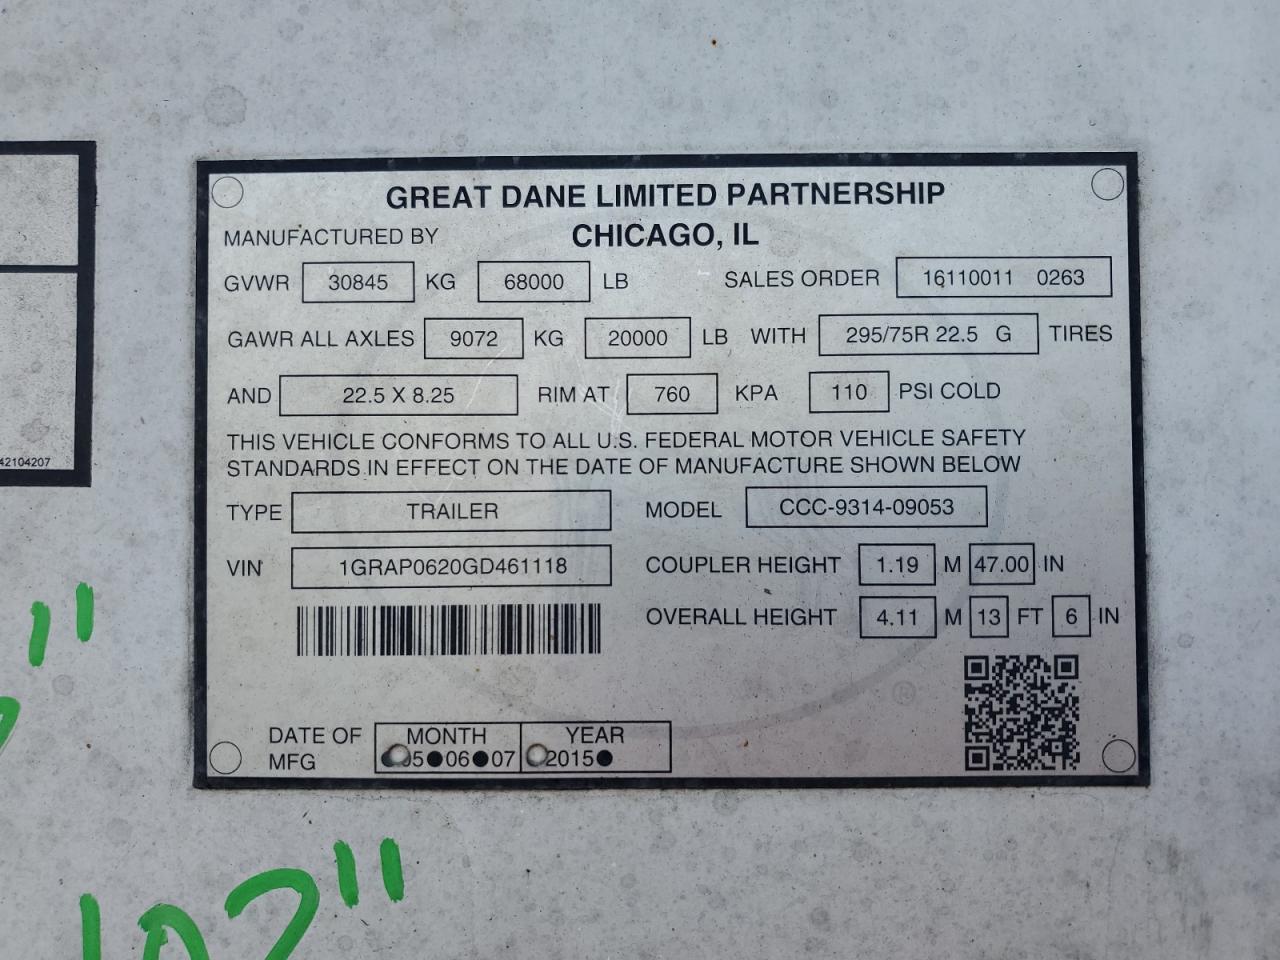 GREAT DANE LIMITED PARTNERSHIP
MANUFACTURED BY CHICAGO, IL
GVWR 30845 KG 68000 LB SALES ORDER 16110011 0263
GAWR ALL AXLES 9072 KG 20000 LB WITH 295/75R 22.5 G TIRES
AND 22.5 X 8.25 RIM AT 760 KPA 110 PSI COLD
THIS VEHICLE CONFORMS TO ALL U.S. FEDERAL MOTOR VEHICLE SAFETY
STANDARDS IN EFFECT ON THE DATE OF MANUFACTURE SHOWN BELOW
42104207
TYPE TRAILER MODEL CCC-9314-09053
VIN 1GRAP0620GD461118 COUPLER HEIGHT 1.19 M 47.00 IN
OVERALL HEIGHT 4.11 M 13 FT 6 IN
®
DATE OF MONTH YEAR
MFG 05 06 07 2015
102"